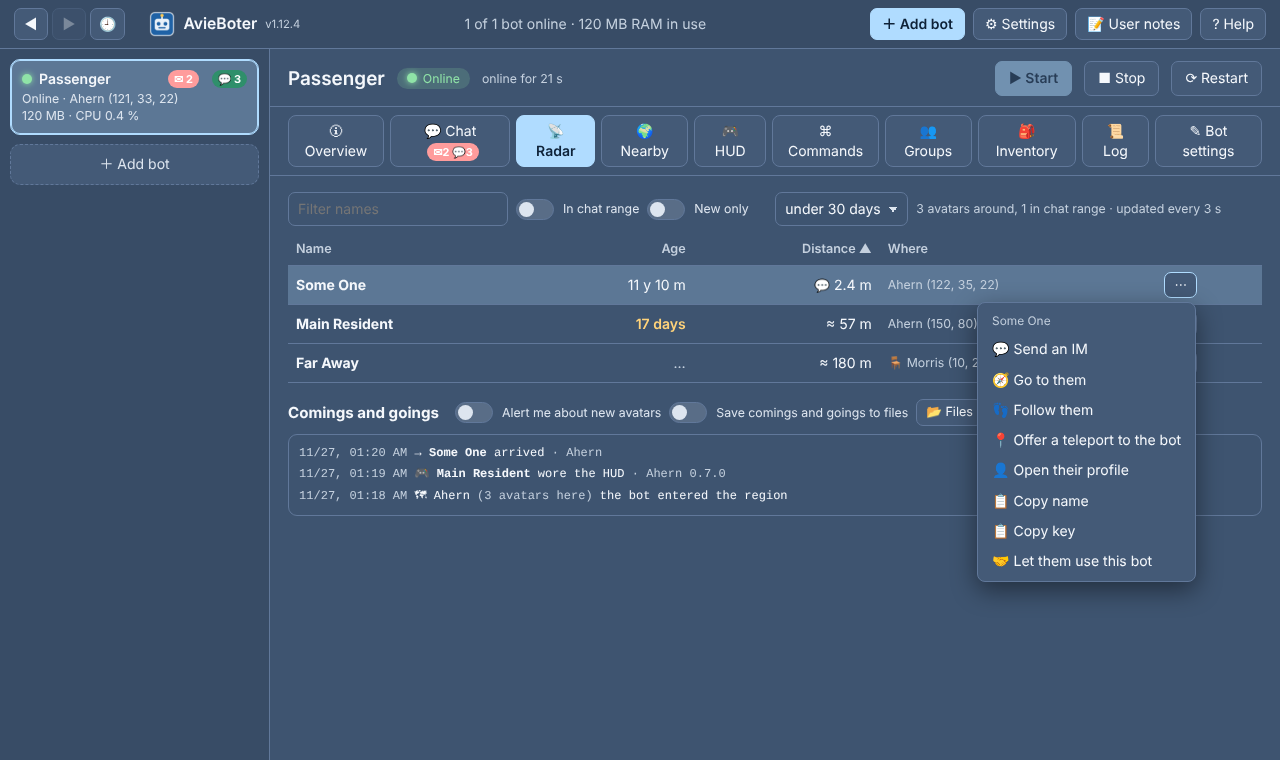 AvieBoter v1.12.4
1 of 1 bot online · 120 MB RAM in use
+ Add bot
⚙ Settings
📝 User notes
? Help
Passenger ✉ 2 💬 3
Online · Ahern (121, 33, 22)
120 MB · CPU 0.4 %
+ Add bot
Passenger
Online
online for 21 s
▶ Start
■ Stop
⟳ Restart
Overview
💬 Chat
✉2 💬3
Radar
Nearby
HUD
⌘
Commands
Groups
Inventory
Log
✎ Bot
settings
Filter names
In chat range
New only
under 30 days
3 avatars around, 1 in chat range · updated every 3 s
Name Age Distance ▲ Where
Some One 11 y 10 m 💬 2.4 m Ahern (122, 35, 22) ···
Main Resident 17 days ≈ 57 m Ahern (150, 80)
Far Away … ≈ 180 m 🪑 Morris (10, 2
Some One
💬 Send an IM
🧭 Go to them
👣 Follow them
📍 Offer a teleport to the bot
👤 Open their profile
📋 Copy name
📋 Copy key
🤝 Let them use this bot
Comings and goings
Alert me about new avatars
Save comings and goings to files
📂 Files
11/27, 01:20 AM → Some One arrived · Ahern
11/27, 01:19 AM 🎮 Main Resident wore the HUD · Ahern 0.7.0
11/27, 01:18 AM 🗺 Ahern (3 avatars here) the bot entered the region